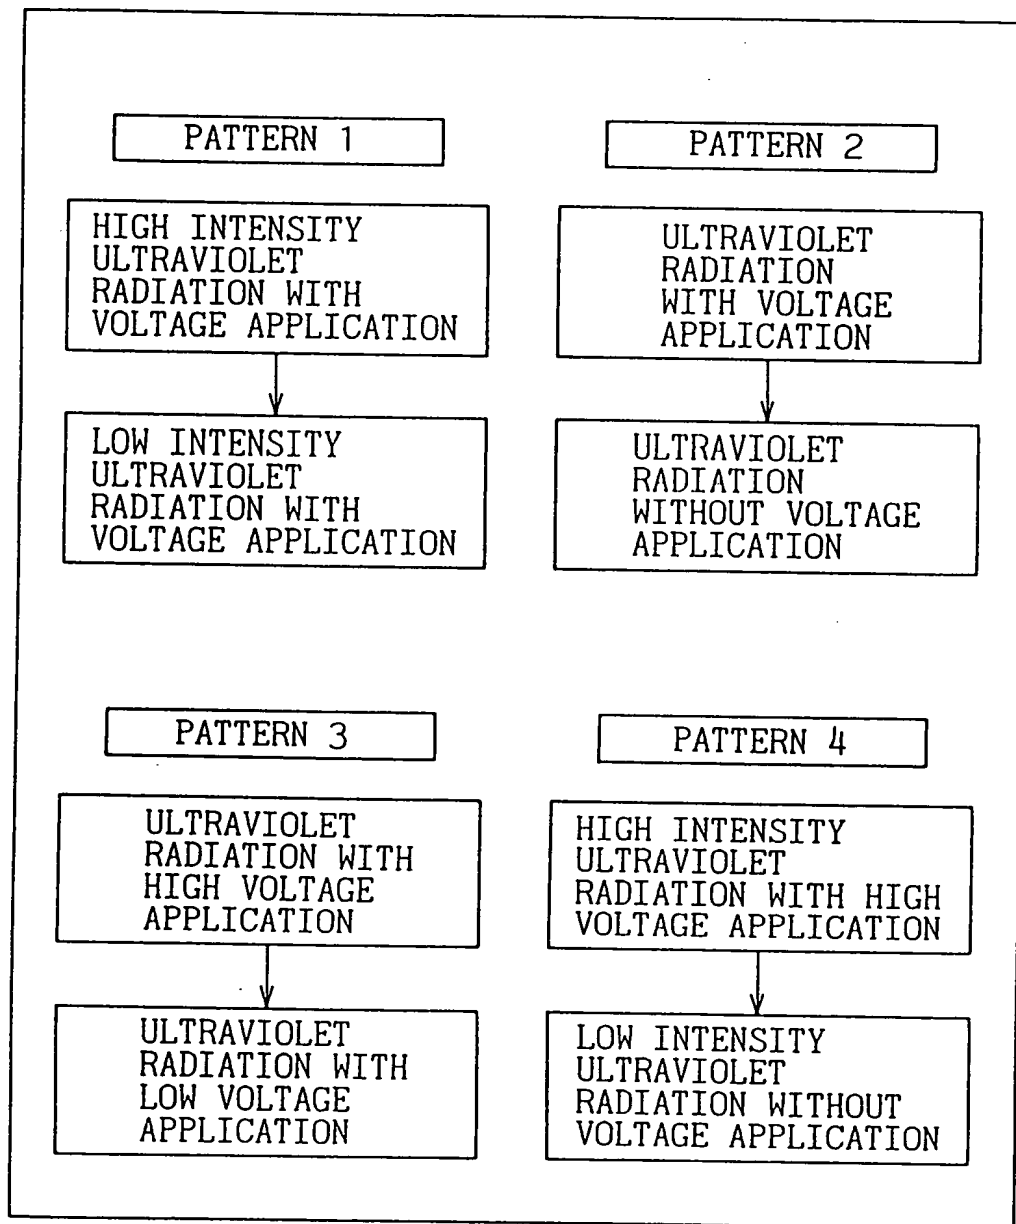 PATTERN 1
HIGH INTENSITY
ULTRAVIOLET
RADIATION WITH
VOLTAGE APPLICATION
LOW INTENSITY
ULTRAVIOLET
RADIATION WITH
VOLTAGE APPLICATION
PATTERN 2
ULTRAVIOLET
RADIATION
WITH VOLTAGE
APPLICATION
ULTRAVIOLET
RADIATION
WITHOUT VOLTAGE
APPLICATION
PATTERN 3
ULTRAVIOLET
RADIATION WITH
HIGH VOLTAGE
APPLICATION
ULTRAVIOLET
RADIATION WITH
LOW VOLTAGE
APPLICATION
PATTERN 4
HIGH INTENSITY
ULTRAVIOLET
RADIATION WITH HIGH
VOLTAGE APPLICATION
LOW INTENSITY
ULTRAVIOLET
RADIATION WITHOUT
VOLTAGE APPLICATION